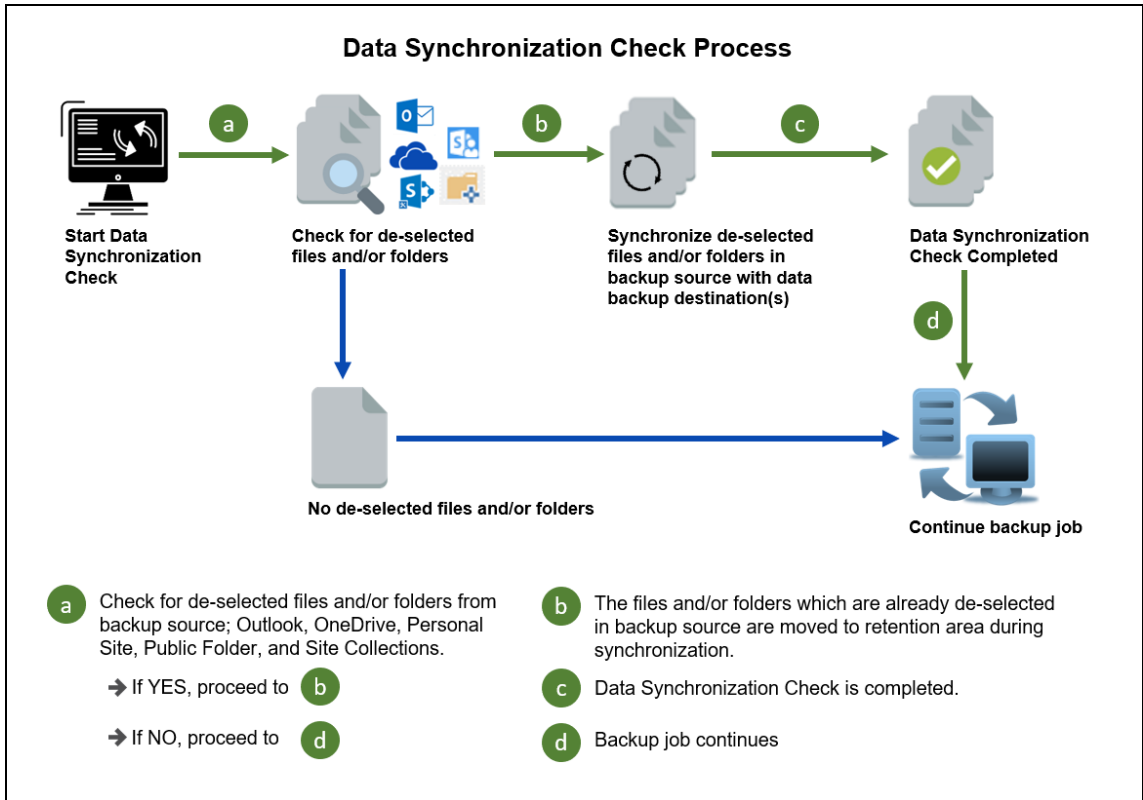 Data Synchronization Check Process
a
b
c
Start Data
Synchronization
Check
Check for de-selected
files and/or folders
Synchronize de-selected
files and/or folders in
backup source with data
backup destination(s)
Data Synchronization
Check Completed
d
No de-selected files and/or folders
Continue backup job
a Check for de-selected files and/or folders from
backup source; Outlook, OneDrive, Personal
Site, Public Folder, and Site Collections.
➔ If YES, proceed to b
➔ If NO, proceed to d
b The files and/or folders which are already de-selected
in backup source are moved to retention area during
synchronization.
c Data Synchronization Check is completed.
d Backup job continues